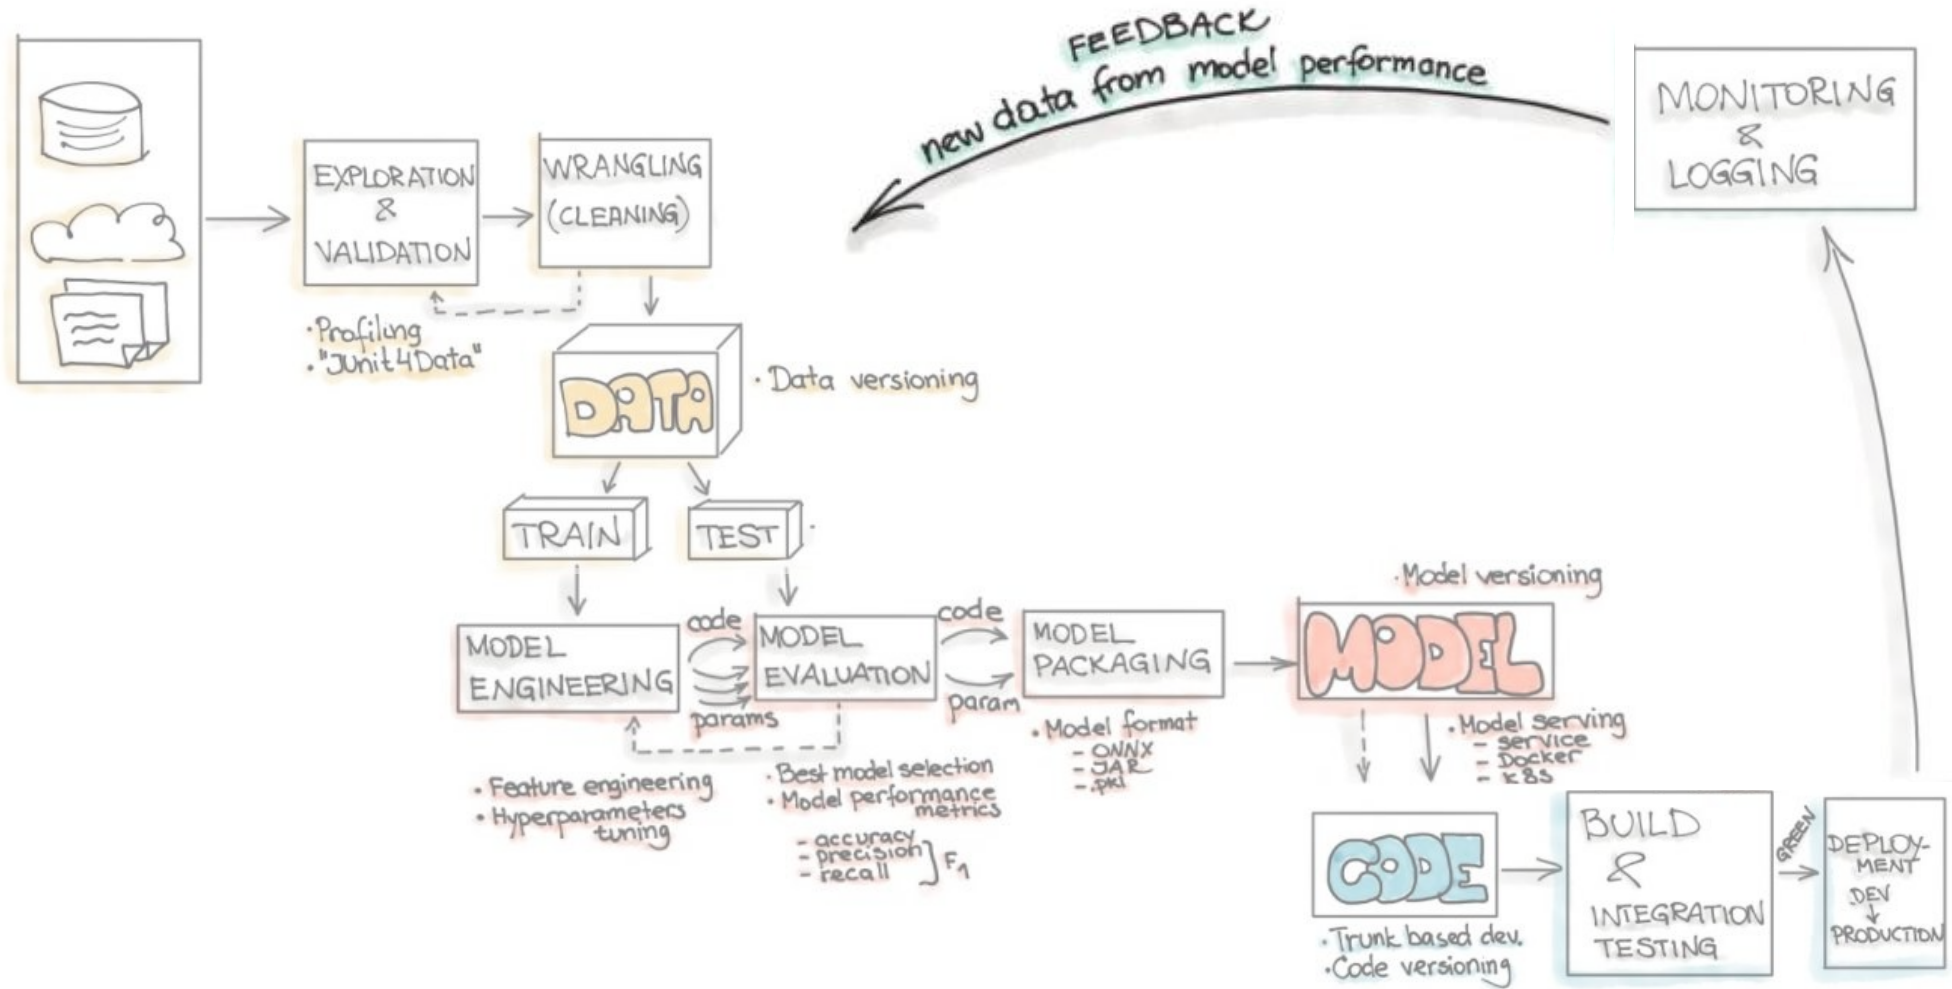 FEEDBACK
new data from model performance
MONITORING
&
LOGGING
EXPLORATION
&
VALIDATION
WRANGLING
(CLEANING)
• Profiling
• "JUnit4Data"
DATA
• Data versioning
TRAIN
TEST
MODEL
ENGINEERING
code
params
MODEL
EVALUATION
code
param
MODEL
PACKAGING
• Model versioning
MODEL
• Feature engineering
• Hyperparameters
tuning
• Best model selection
• Model performance
metrics
- accuracy
- precision
- recall
F1
• Model format
- ONNX
- JAR
- .pkl
• Model serving
- service
- Docker
- K8S
CODE
• Trunk based dev.
• Code versioning
BUILD
&
INTEGRATION
TESTING
GREEN
DEPLOY-
MENT
DEV
PRODUCTION